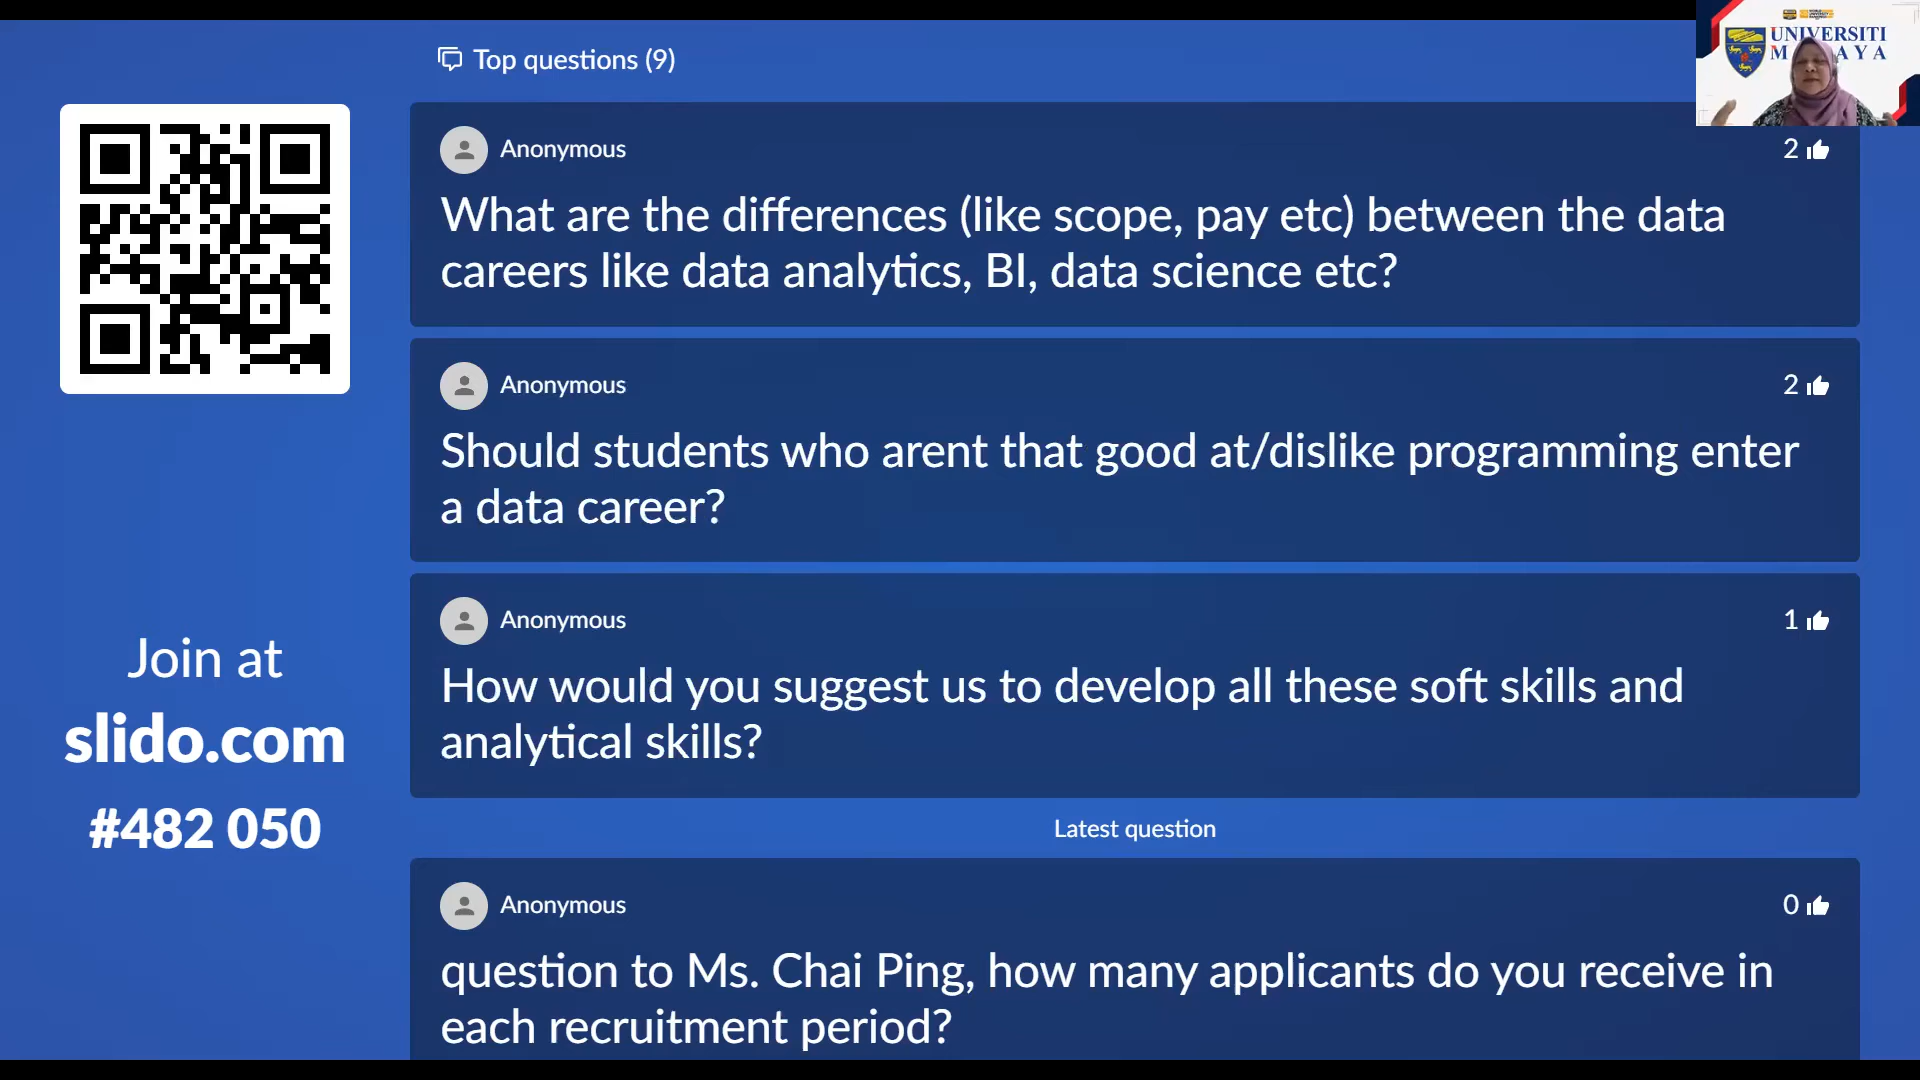 Top questions (9)
UNIVERSITI
Anonymous
2
What are the differences (like scope, pay etc) between the data
careers like data analytics, BI, data science etc?
Anonymous
2
Should students who arent that good at/dislike programming enter
a data career?
Anonymous
1
How would you suggest us to develop all these soft skills and
analytical skills?
Join at
slido.com
#482 050
Latest question
Anonymous
0
question to Ms. Chai Ping, how many applicants do you receive in
each recruitment period?